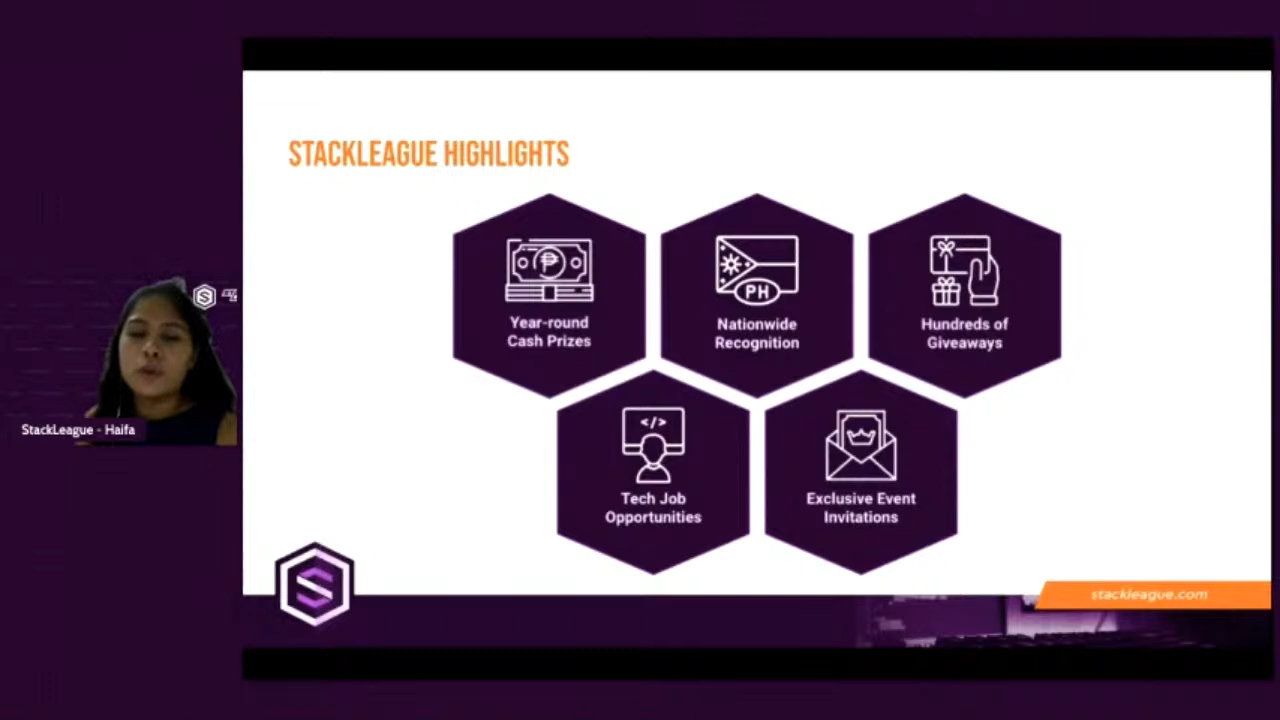 STACKLEAGUE HIGHLIGHTS
₱
PH
Year-round
Cash Prizes
Nationwide
Recognition
Hundreds of
Giveaways
</>
Tech Job
Opportunities
Exclusive Event
Invitations
StackLeague - Haifa
S
stackleague.com